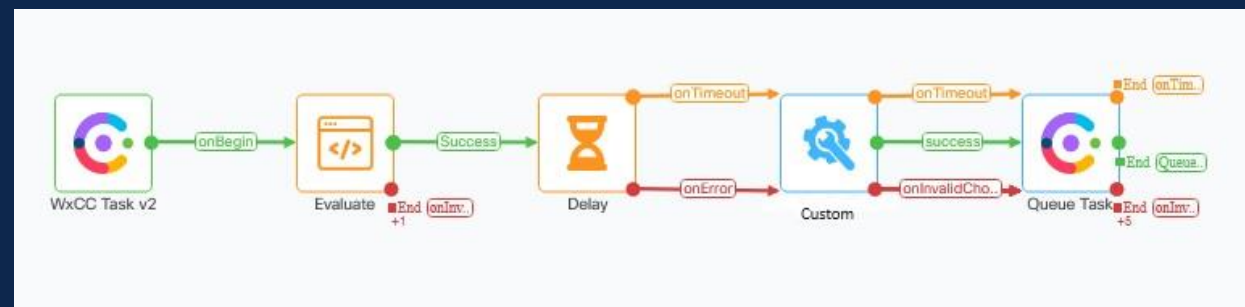 onBegin
Success
onTimeout
onError
onTimeout
success
onInvalidCho..
End onTim..
End Queue..
End onInv..
+5
End onInv..
+1
WxCC Task v2
Evaluate
Delay
Custom
Queue Task